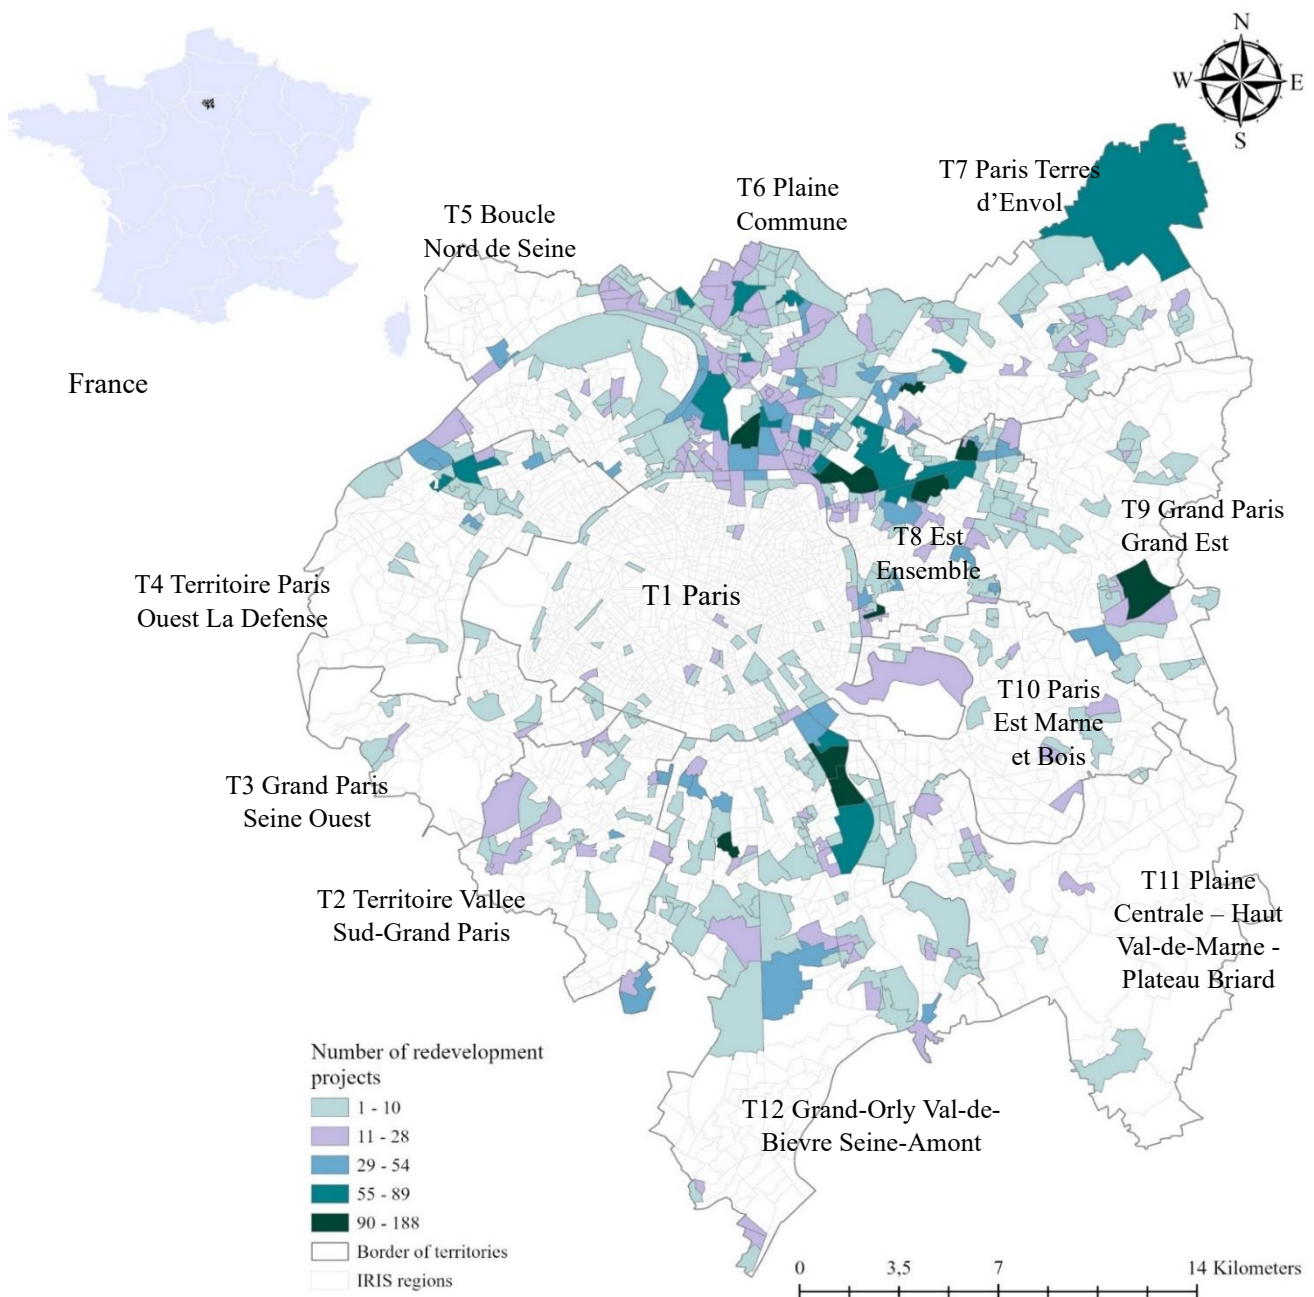 N
W E
S
T7 Paris Terres
d’Envol
T6 Plaine
Commune
T5 Boucle
Nord de Seine
France
T9 Grand Paris
Grand Est
T8 Est
Ensemble
T4 Territoire Paris
Ouest La Defense
T1 Paris
T10 Paris
Est Marne
et Bois
T3 Grand Paris
Seine Ouest
T2 Territoire Vallee
Sud-Grand Paris
T11 Plaine
Centrale – Haut
Val-de-Marne -
Plateau Briard
Number of redevelopment
projects
1 - 10
11 - 28
29 - 54
55 - 89
90 - 188
Border of territories
IRIS regions
T12 Grand-Orly Val-de-
Bievre Seine-Amont
0 3,5 7 14 Kilometers